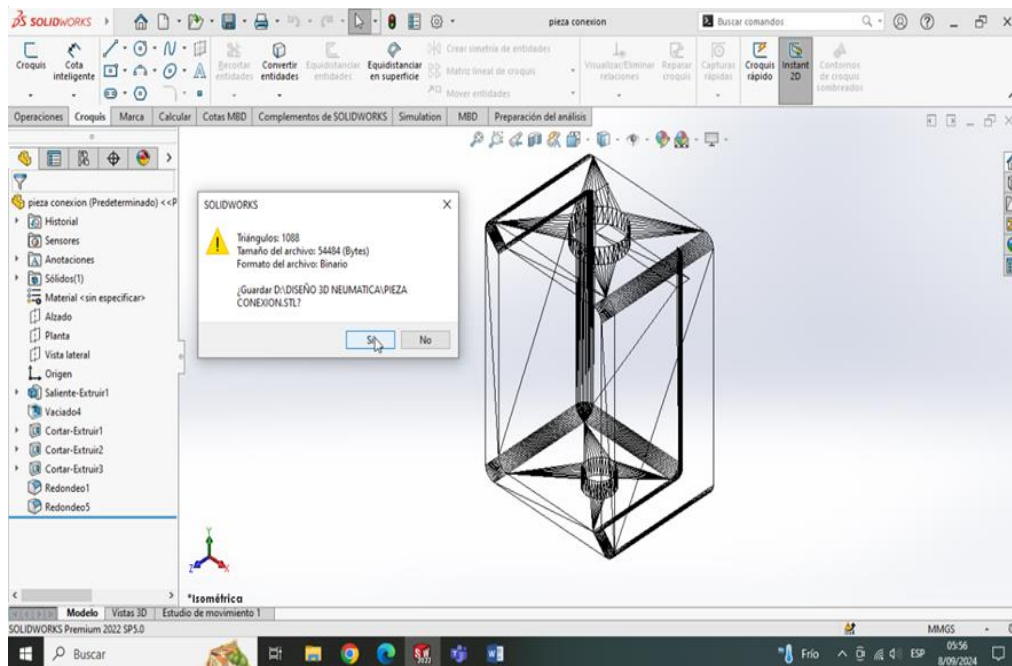 SOLIDWORKS
pieza conexion
Buscar comandos
Croquis
Cota inteligente
Recortar entidades
Convertir entidades
Equidistanciar entidades
Equidistanciar en superficie
Crear simetría de entidades
Matriz lineal de croquis
Mover entidades
Visualizar/Eliminar relaciones
Reparar croquis
Capturas rápidas
Croquis rápido
Instant 2D
Contornos de croquis sombreados
Operaciones
Croquis
Marca
Calcular
Cotas MBD
Complementos de SOLIDWORKS
Simulation
MBD
Preparación del análisis
pieza conexion (Predeterminado) <<P
Historial
Sensores
Anotaciones
Sólidos(1)
Material <sin especificar>
Alzado
Planta
Vista lateral
Origen
Saliente-Extruir1
Vaciado4
Cortar-Extruir1
Cortar-Extruir2
Cortar-Extruir3
Redondeo1
Redondeo5
SOLIDWORKS
Triángulos: 1088
Tamaño del archivo: 54484 (Bytes)
Formato del archivo: Binario
¿Guardar D:\DISEÑO 3D NEUMATICA\PIEZA
CONEXION.STL?
Sí
No
Y
Z
X
*Isométrica
Modelo
Vistas 3D
Estudio de movimiento 1
SOLIDWORKS Premium 2022 SP5.0
MMGS
Buscar
2022
Frío
ESP
05:56
8/09/2024